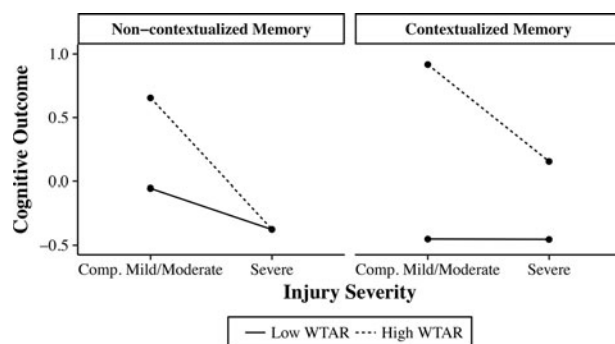 Non−contextualized Memory
Contextualized Memory
Cognitive Outcome
1.0
0.5
0.0
−0.5
Comp. Mild/Moderate Severe Comp. Mild/Moderate Severe
Injury Severity
Low WTAR High WTAR